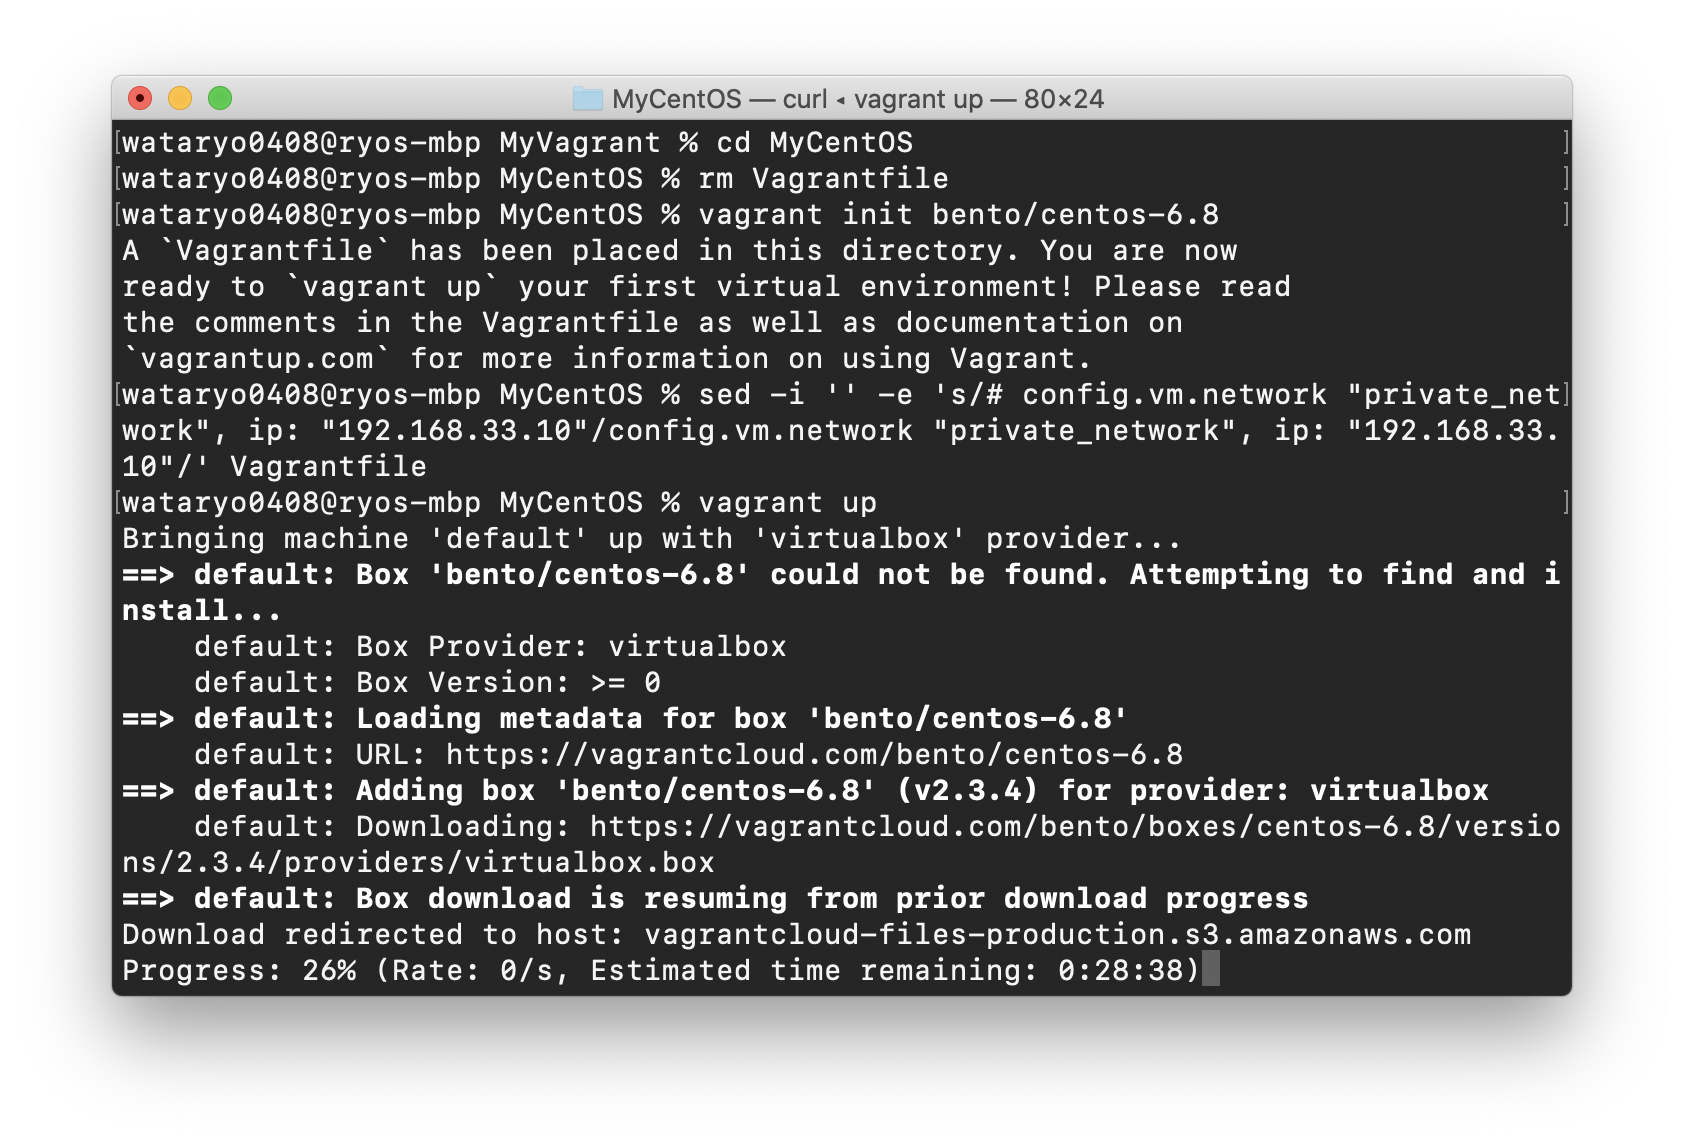 MyCentOS — curl ◂ vagrant up — 80×24
[wataryo0408@ryos-mbp MyVagrant % cd MyCentOS ]
[wataryo0408@ryos-mbp MyCentOS % rm Vagrantfile ]
[wataryo0408@ryos-mbp MyCentOS % vagrant init bento/centos-6.8 ]
A `Vagrantfile` has been placed in this directory. You are now
ready to `vagrant up` your first virtual environment! Please read
the comments in the Vagrantfile as well as documentation on
`vagrantup.com` for more information on using Vagrant.
[wataryo0408@ryos-mbp MyCentOS % sed -i '' -e 's/# config.vm.network "private_net]
work", ip: "192.168.33.10"/config.vm.network "private_network", ip: "192.168.33.
10"/' Vagrantfile
[wataryo0408@ryos-mbp MyCentOS % vagrant up ]
Bringing machine 'default' up with 'virtualbox' provider...
==> default: Box 'bento/centos-6.8' could not be found. Attempting to find and i
nstall...
    default: Box Provider: virtualbox
    default: Box Version: >= 0
==> default: Loading metadata for box 'bento/centos-6.8'
    default: URL: https://vagrantcloud.com/bento/centos-6.8
==> default: Adding box 'bento/centos-6.8' (v2.3.4) for provider: virtualbox
    default: Downloading: https://vagrantcloud.com/bento/boxes/centos-6.8/versio
ns/2.3.4/providers/virtualbox.box
==> default: Box download is resuming from prior download progress
Download redirected to host: vagrantcloud-files-production.s3.amazonaws.com
Progress: 26% (Rate: 0/s, Estimated time remaining: 0:28:38)